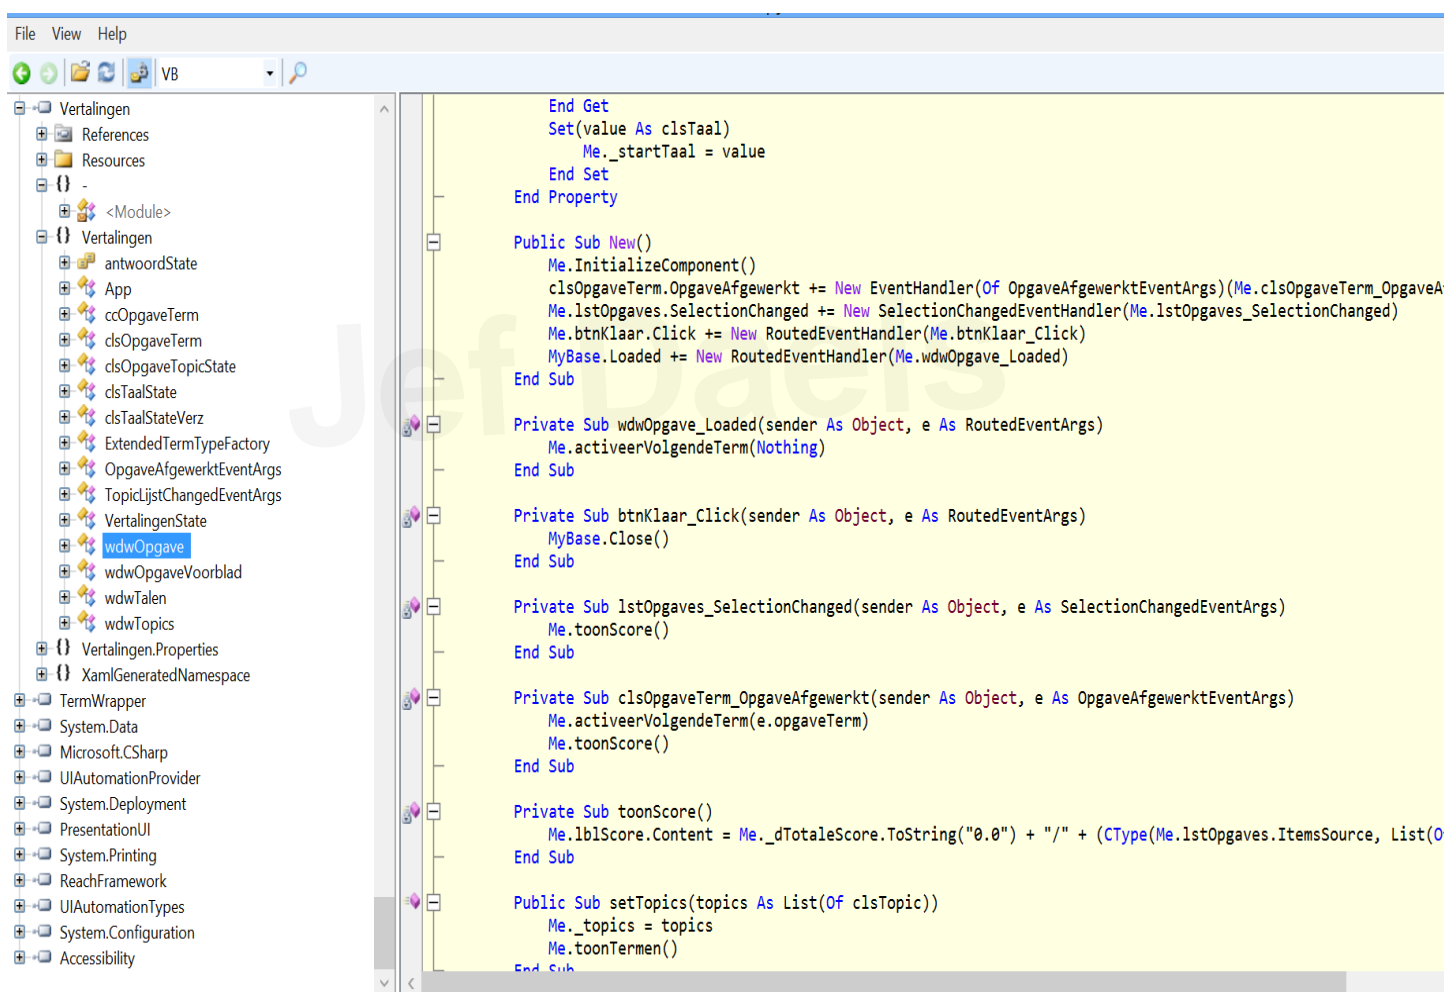 File View Help
VB
Vertalingen
References
Resources
{} -
<Module>
{} Vertalingen
antwoordState
App
ccOpgaveTerm
clsOpgaveTerm
clsOpgaveTopicState
clsTaalState
clsTaalStateVerz
ExtendedTermTypeFactory
OpgaveAfgewerktEventArgs
TopicLijstChangedEventArgs
VertalingenState
wdwOpgave
wdwOpgaveVoorblad
wdwTalen
wdwTopics
{} Vertalingen.Properties
{} XamlGeneratedNamespace
TermWrapper
System.Data
Microsoft.CSharp
UIAutomationProvider
System.Deployment
PresentationUI
System.Printing
ReachFramework
UIAutomationTypes
System.Configuration
Accessibility
End Get
Set(value As clsTaal)
Me._startTaal = value
End Set
End Property
Public Sub New()
Me.InitializeComponent()
clsOpgaveTerm.OpgaveAfgewerkt += New EventHandler(Of OpgaveAfgewerktEventArgs)(Me.clsOpgaveTerm_OpgaveA
Me.lstOpgaves.SelectionChanged += New SelectionChangedEventHandler(Me.lstOpgaves_SelectionChanged)
Me.btnKlaar.Click += New RoutedEventHandler(Me.btnKlaar_Click)
MyBase.Loaded += New RoutedEventHandler(Me.wdwOpgave_Loaded)
End Sub
Private Sub wdwOpgave_Loaded(sender As Object, e As RoutedEventArgs)
Me.activeerVolgendeTerm(Nothing)
End Sub
Private Sub btnKlaar_Click(sender As Object, e As RoutedEventArgs)
MyBase.Close()
End Sub
Private Sub lstOpgaves_SelectionChanged(sender As Object, e As SelectionChangedEventArgs)
Me.toonScore()
End Sub
Private Sub clsOpgaveTerm_OpgaveAfgewerkt(sender As Object, e As OpgaveAfgewerktEventArgs)
Me.activeerVolgendeTerm(e.opgaveTerm)
Me.toonScore()
End Sub
Private Sub toonScore()
Me.lblScore.Content = Me._dTotaleScore.ToString("0.0") + "/" + (CType(Me.lstOpgaves.ItemsSource, List(O
End Sub
Public Sub setTopics(topics As List(Of clsTopic))
Me._topics = topics
Me.toonTermen()
End Sub
Jef Daels